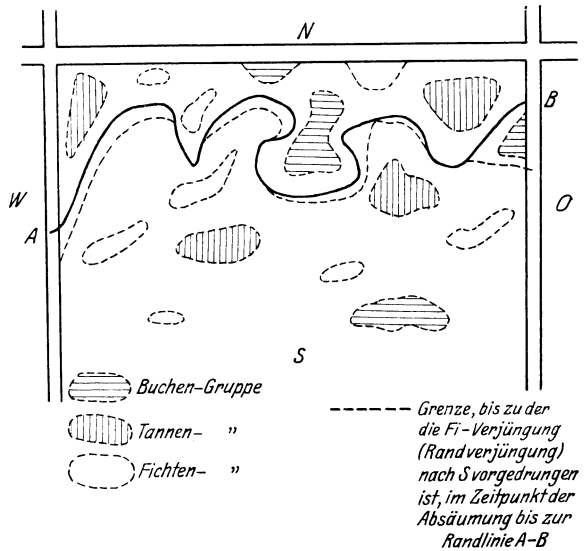 N
B
W
O
A
S
Buchen-Gruppe
Tannen- „
Fichten- „
Grenze, bis zu der
die Fi-Verjüngung
(Randverjüngung)
nach S vorgedrungen
ist, im Zeitpunkt der
Absäumung bis zur
Randlinie A-B